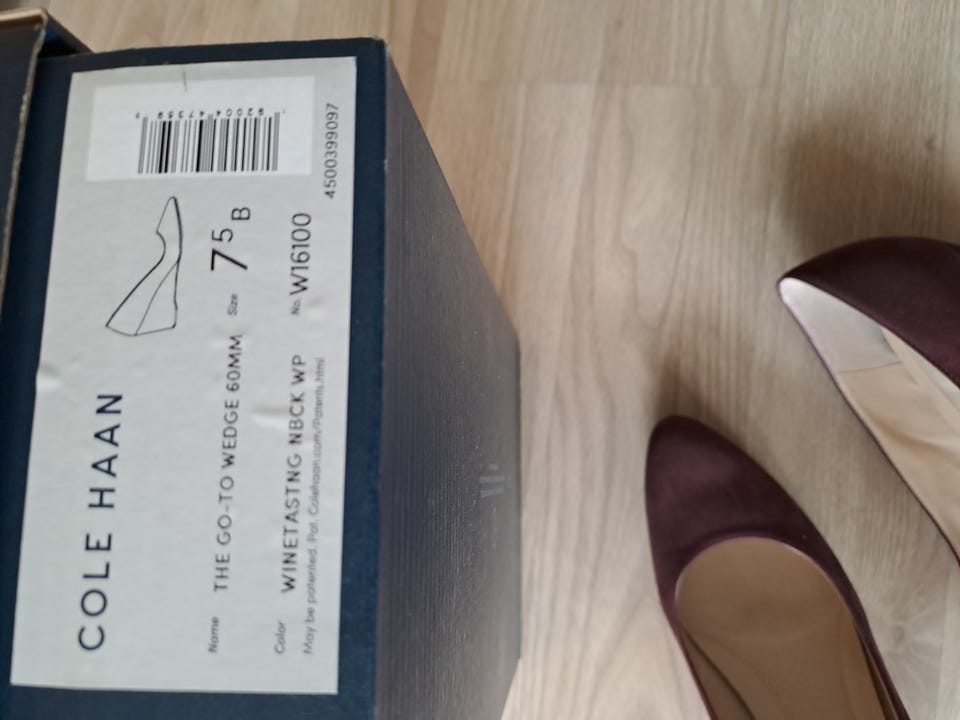 COLE HAAN
Name THE GO-TO WEDGE 60MM Size 7 5 B
Color WINETASTNG NBCK WP No. W16100
May be patented. Pat. Colehaan.com/Patents.html
4500399097